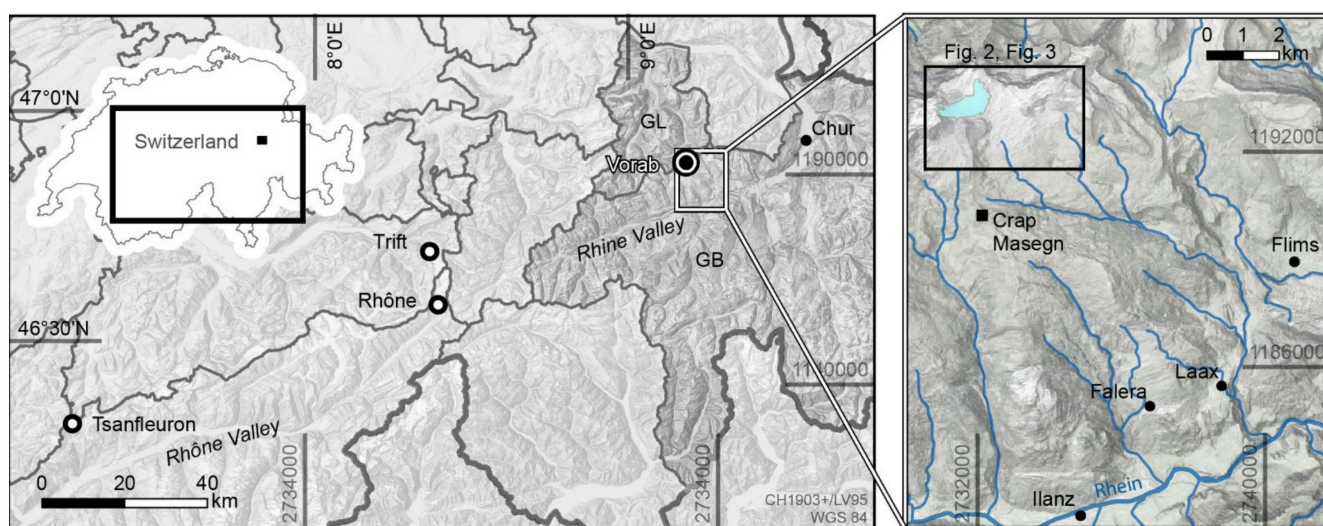 8°0'E
9°0'E
47°0'N
Switzerland
GL
Chur
Vorab
1190000
Trift
Rhine Valley
GB
Rhône
46°30'N
1140000
Tsanfleuron
Rhône Valley
2734000
2734000
0 20 40
km
CH1903+/LV95
WGS 84
0 1 2
km
Fig. 2, Fig. 3
1192000
Crap
Masegn
Flims
1186000
Laax
Falera
2732000
2740000
Rhein
Ilanz